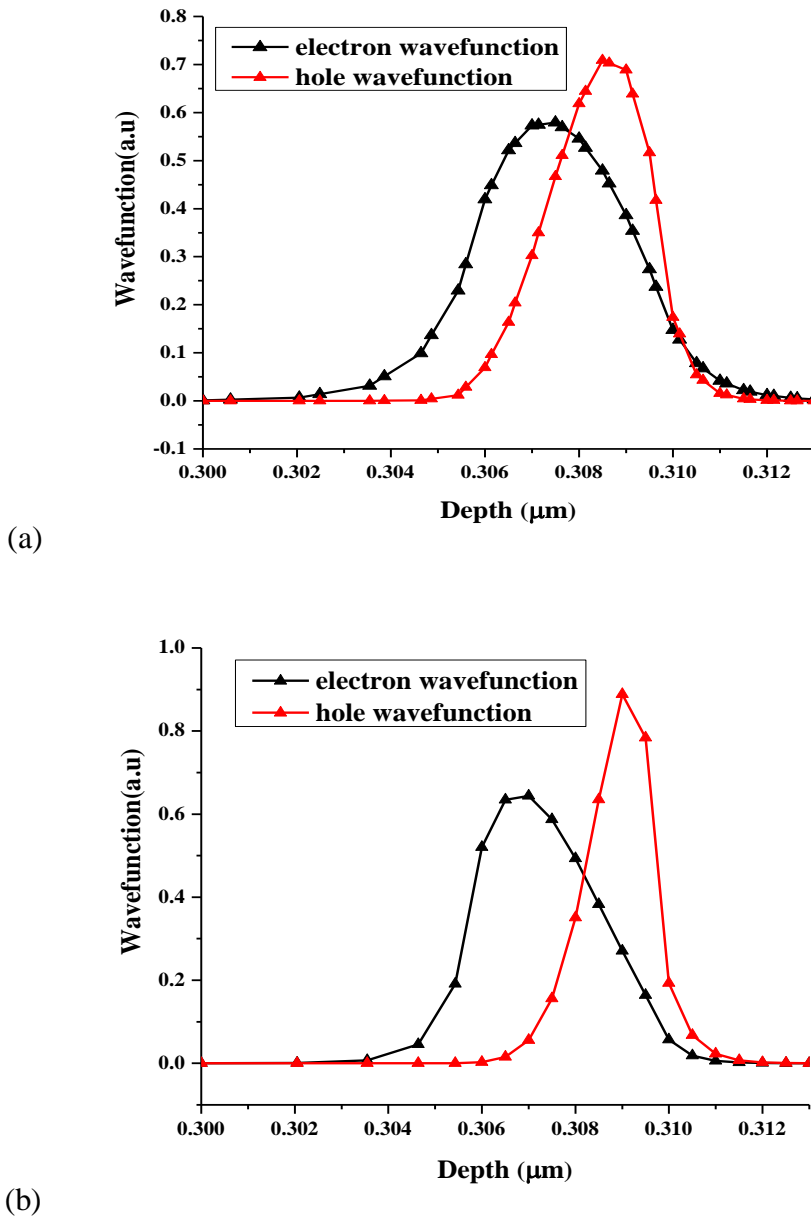 0.8
0.7
0.6
0.5
0.4
0.3
0.2
0.1
0.0
-0.1
Wavefunction(a.u)
electron wavefunction
hole wavefunction
0.300 0.302 0.304 0.306 0.308 0.310 0.312
Depth (μm)
(a)
1.0
0.8
0.6
0.4
0.2
0.0
Wavefunction(a.u)
electron wavefunction
hole wavefunction
0.300 0.302 0.304 0.306 0.308 0.310 0.312
Depth (μm)
(b)